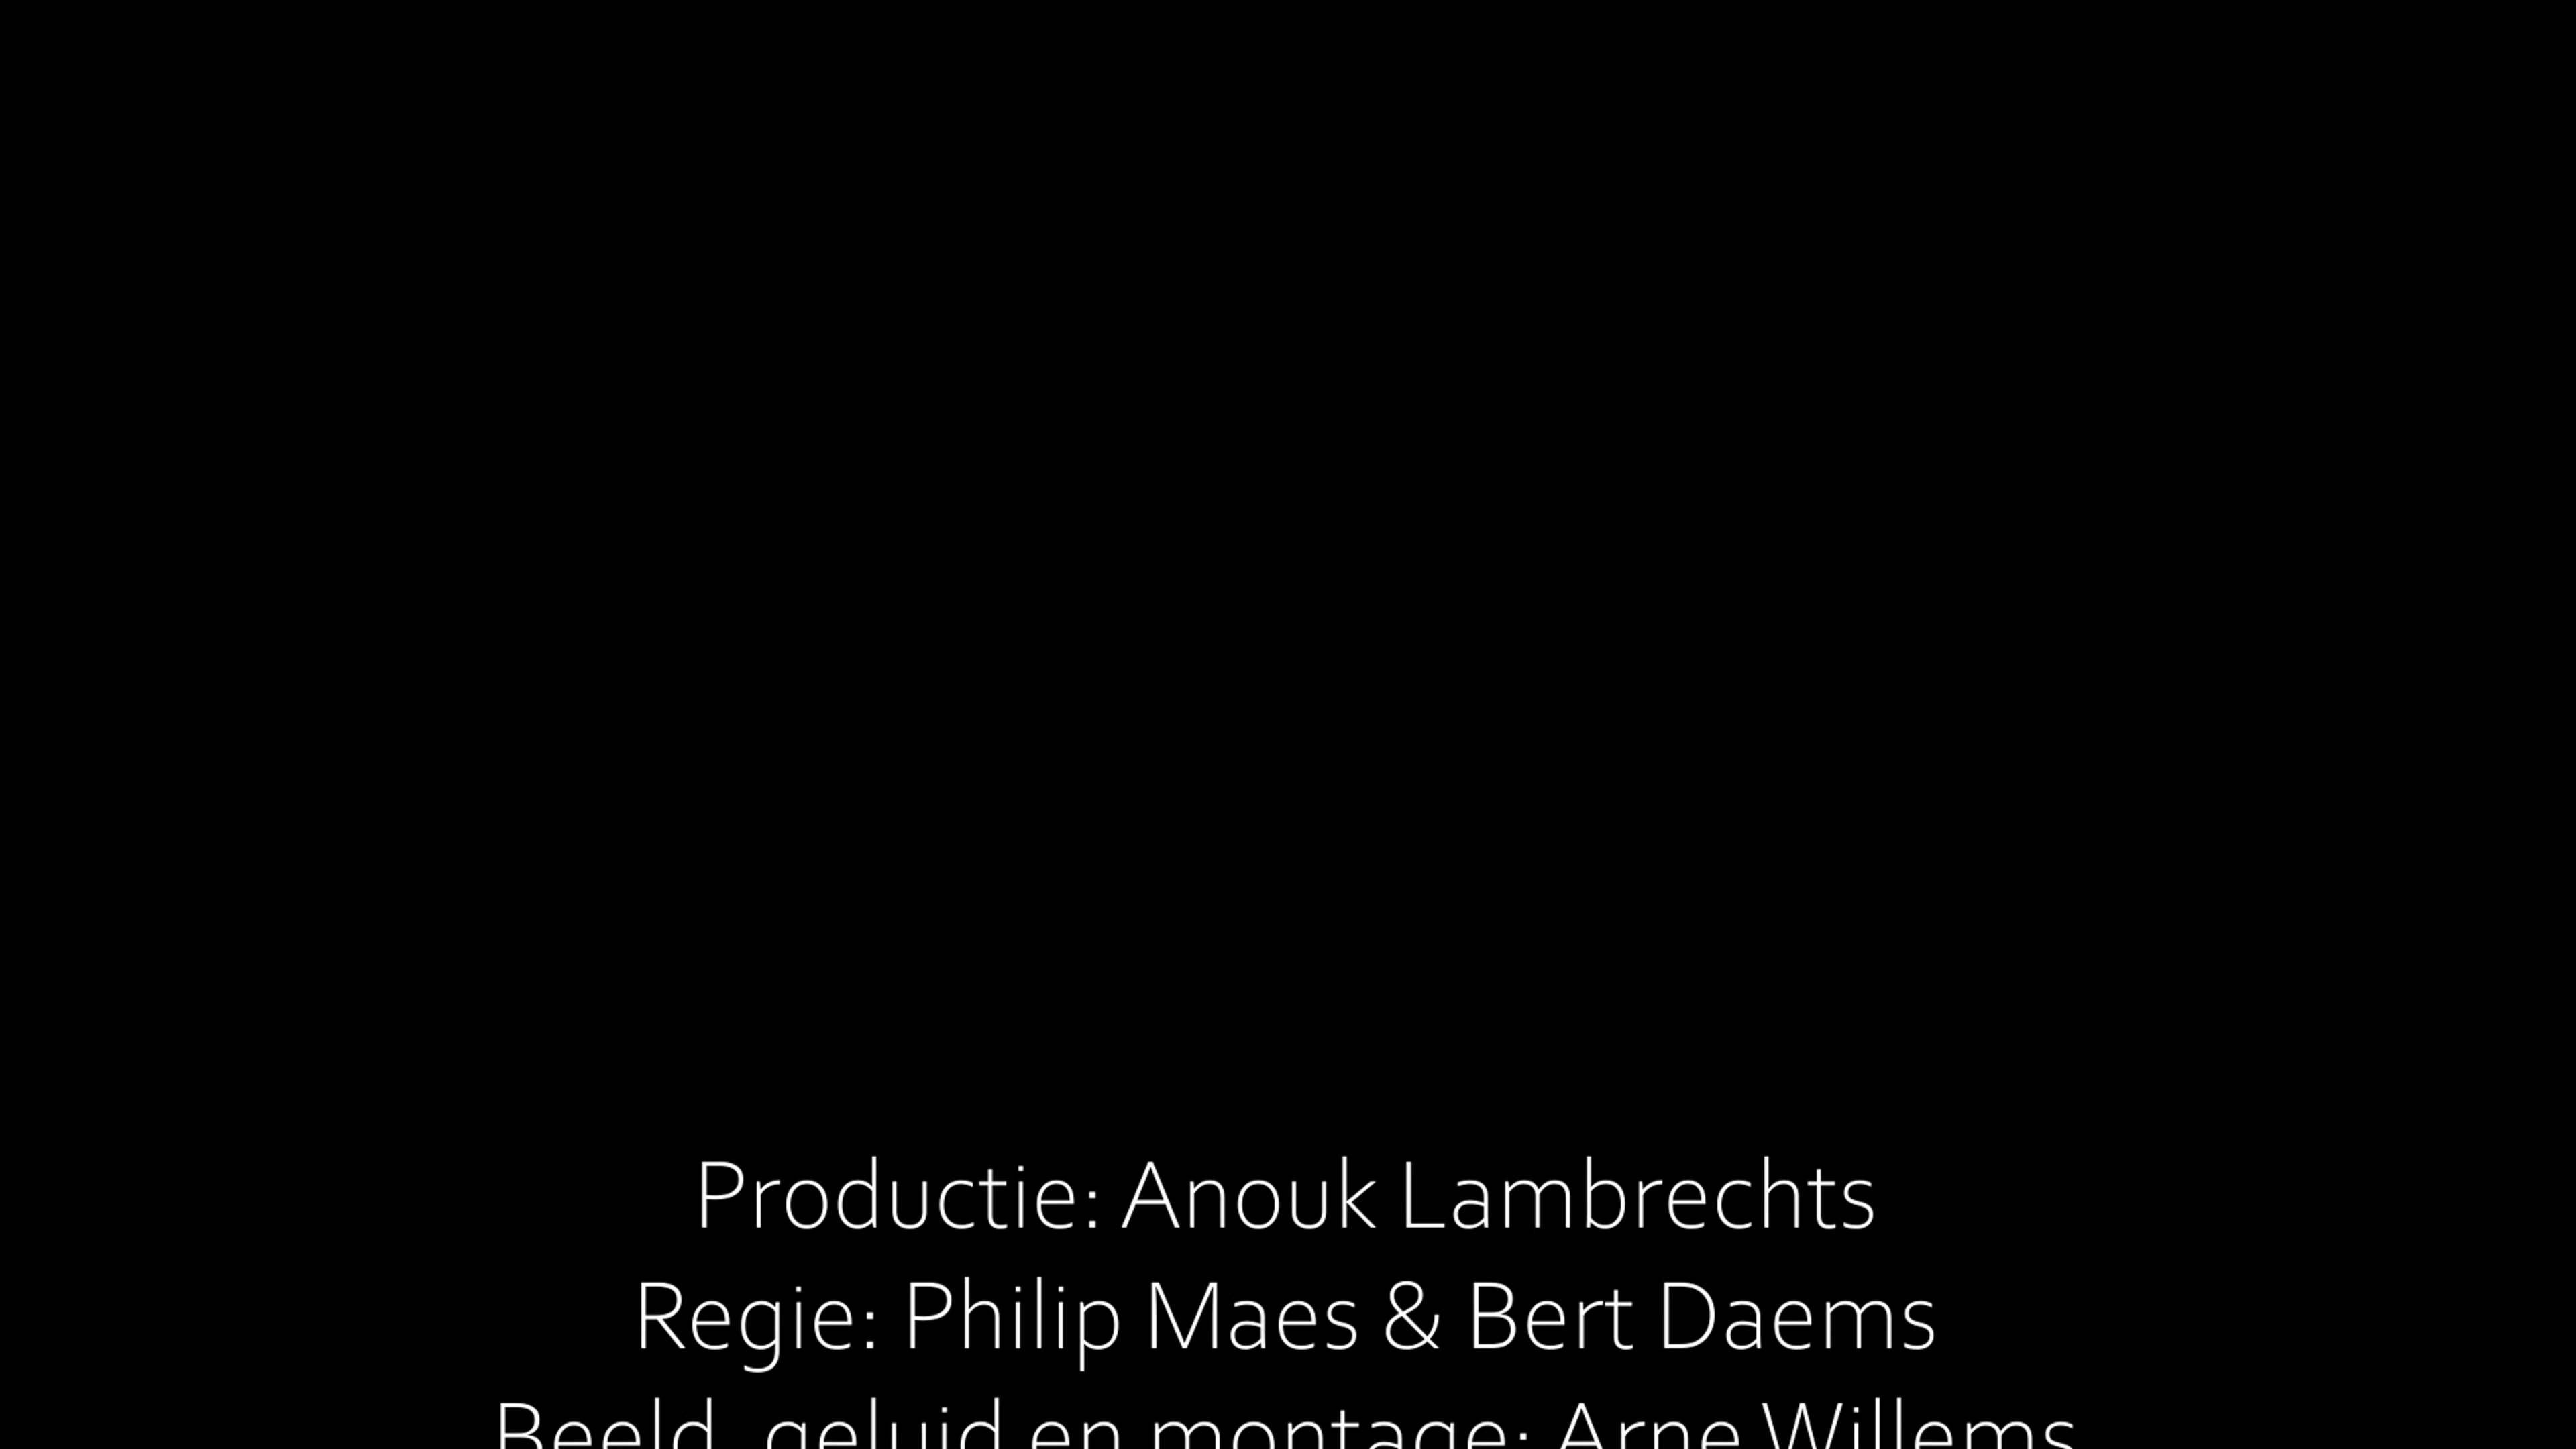 Productie: Anouk Lambrechts
Regie: Philip Maes & Bert Daems
Beeld, geluid en montage: Arne Willems